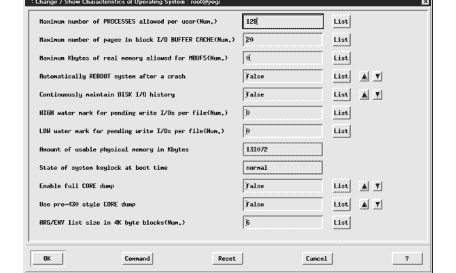 : Change / Show Characteristics of Operating System : root@yogi
Maximum number of PROCESSES allowed per user(Num.) 128 List
Maximum number of pages in block I/O BUFFER CACHE(Num.) 20 List
Maximum Kbytes of real memory allowed for MBUFS(Num.) 0 List
Automatically REBOOT system after a crash False List
Continuously maintain DISK I/O history False List
HIGH water mark for pending write I/Os per file(Num.) 0 List
LOW water mark for pending write I/Os per file(Num.) 0 List
Amount of usable physical memory in Kbytes 131072
State of system keylock at boot time normal
Enable full CORE dump False List
Use pre-430 style CORE dump False List
ARG/ENV list size in 4K byte blocks(Num.) 6 List
OK Command Reset Cancel ?